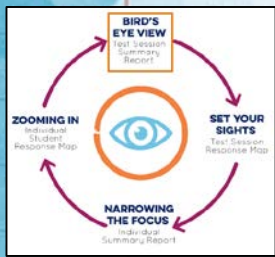 BIRD'S
EYE VIEW
Test Session
Summary
Report
SET YOUR
SIGHTS
Test Session
Response Map
NARROWING
THE FOCUS
Individual
Summary Report
ZOOMING IN
Individual
Student
Response Map